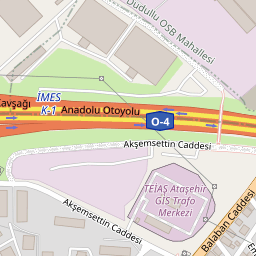 Dudullu OSB Mahallesi
İMES
K-1
Kavşağı
Anadolu Otoyolu
O-4
Akşemsettin Caddesi
TEİAŞ Ataşehir
GİS Trafo
Merkezi
Akşemsettin Caddesi
Balaban Caddesi